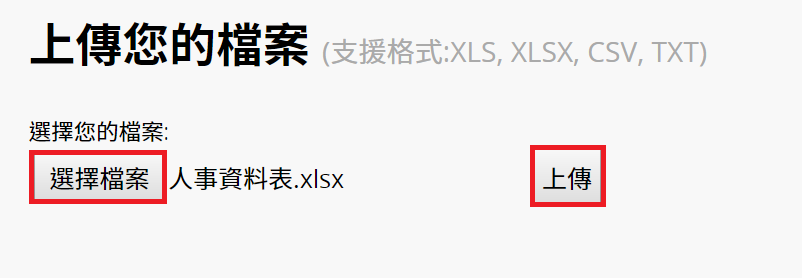 上傳您的檔案 (支援格式:XLS, XLSX, CSV, TXT)
選擇您的檔案:
選擇檔案 人事資料表.xlsx 上傳